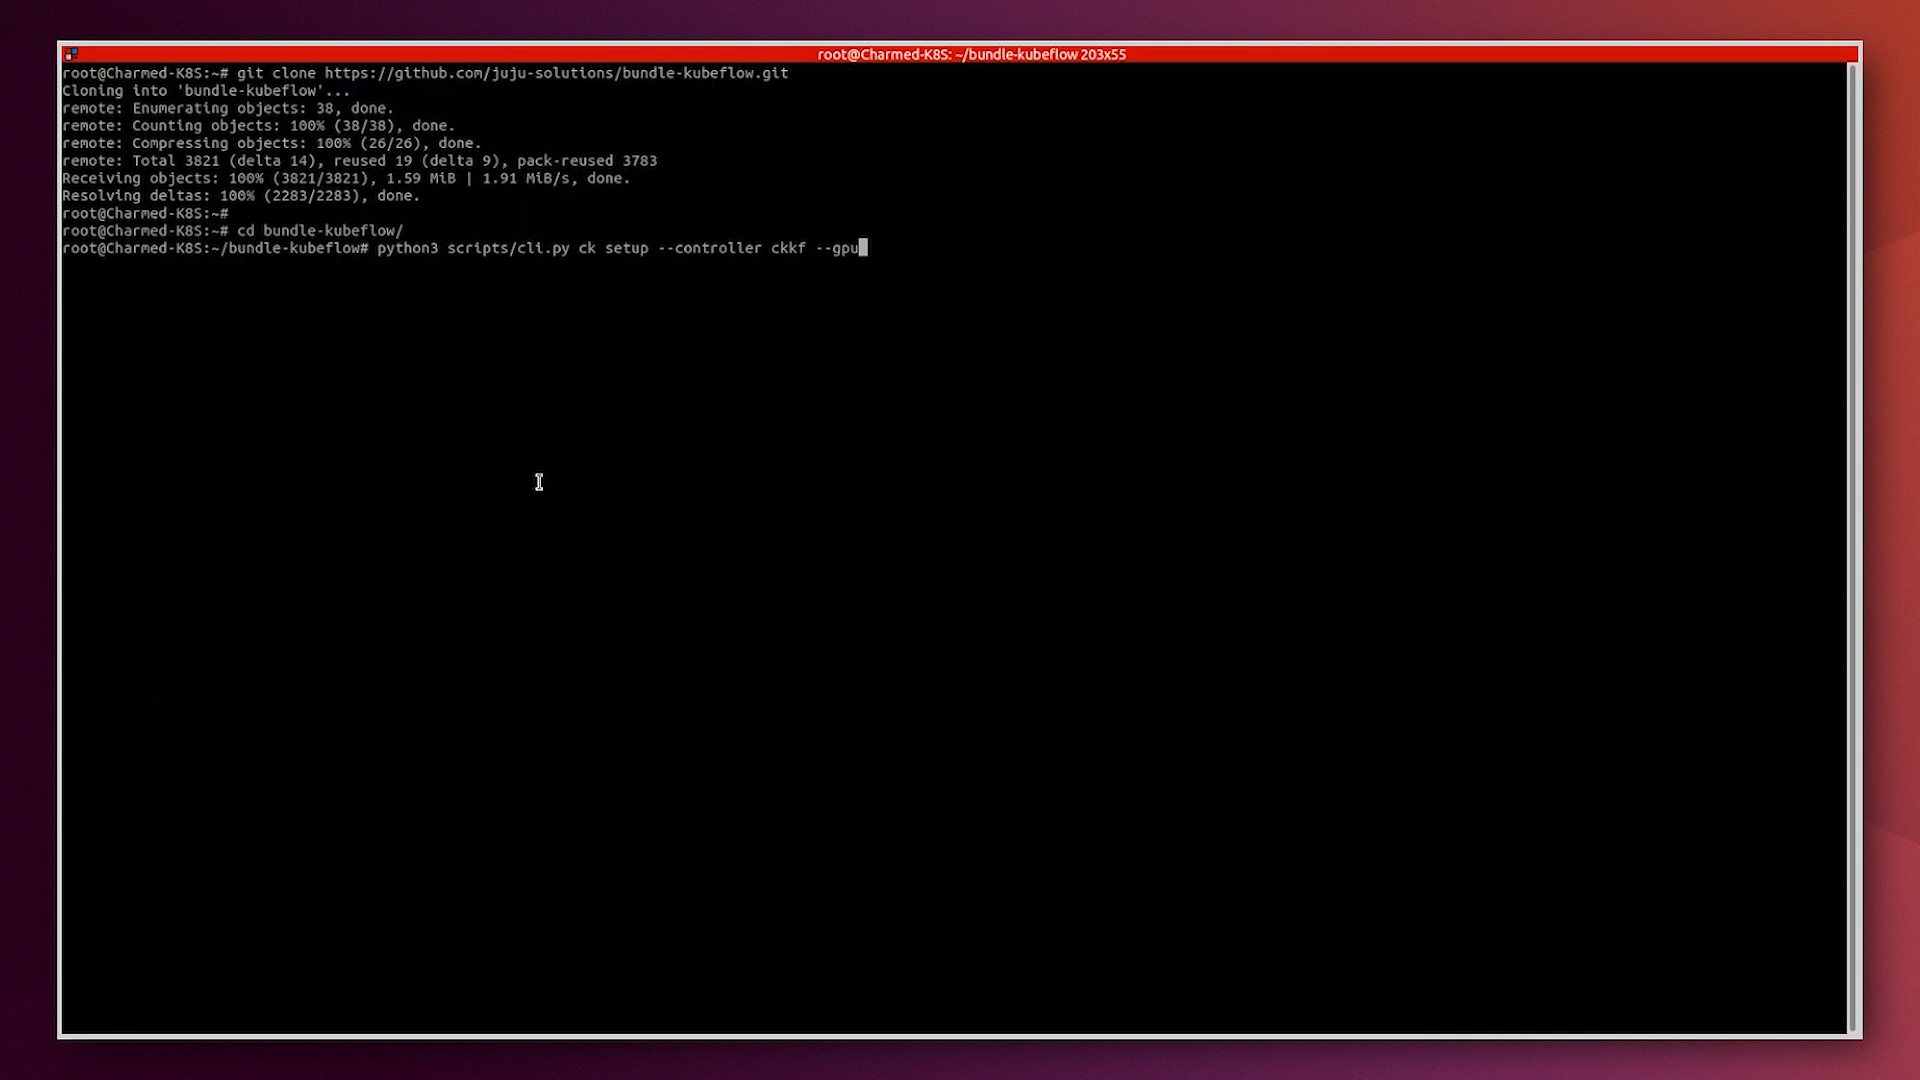 root@Charmed-K8S: ~/bundle-kubeflow 203x55
root@Charmed-K8S:~# git clone https://github.com/juju-solutions/bundle-kubeflow.git
Cloning into 'bundle-kubeflow'...
remote: Enumerating objects: 38, done.
remote: Counting objects: 100% (38/38), done.
remote: Compressing objects: 100% (26/26), done.
remote: Total 3821 (delta 14), reused 19 (delta 9), pack-reused 3783
Receiving objects: 100% (3821/3821), 1.59 MiB | 1.91 MiB/s, done.
Resolving deltas: 100% (2283/2283), done.
root@Charmed-K8S:~#
root@Charmed-K8S:~# cd bundle-kubeflow/
root@Charmed-K8S:~/bundle-kubeflow# python3 scripts/cli.py ck setup --controller ckkf --gpu